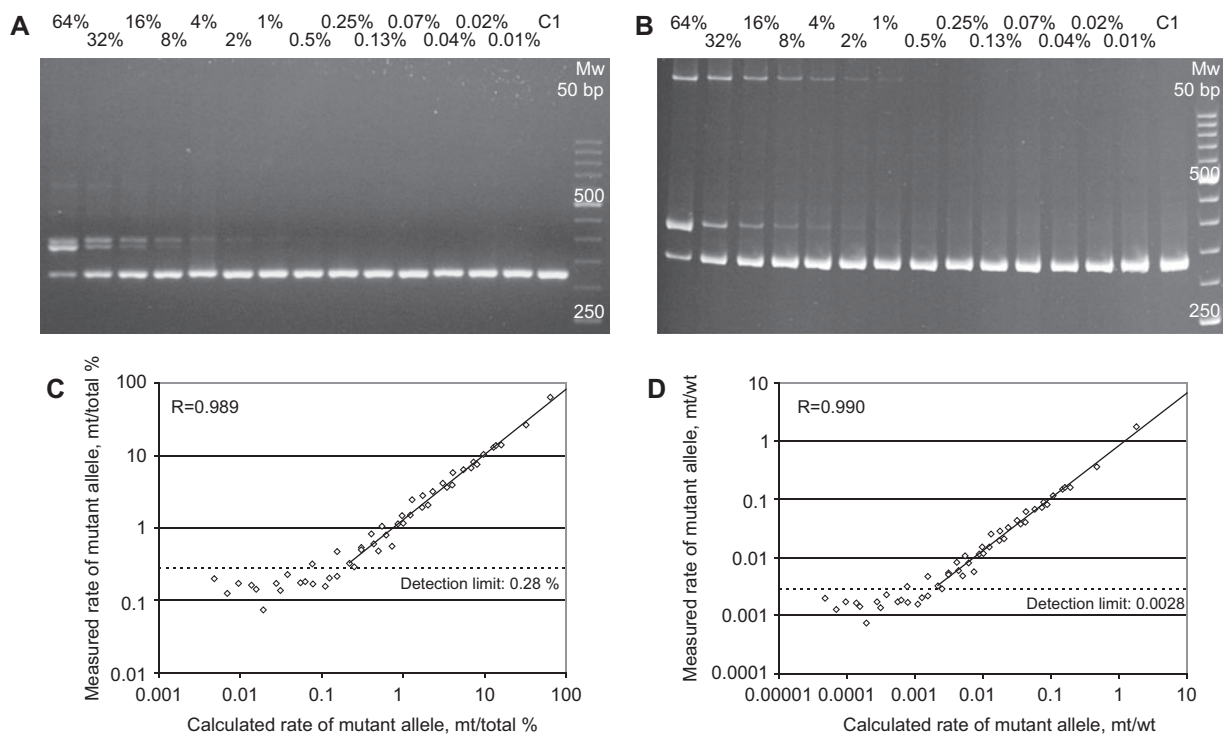 A
64% 16% 4% 1% 0.25% 0.07% 0.02% C1
32% 8% 2% 0.5% 0.13% 0.04% 0.01%
Mw
50 bp
500
250
B
64% 16% 4% 1% 0.25% 0.07% 0.02% C1
32% 8% 2% 0.5% 0.13% 0.04% 0.01%
Mw
50 bp
500
250
C
Measured rate of mutant allele, mt/total %
100
10
1
0.1
0.01
R=0.989
Detection limit: 0.28 %
0.001 0.01 0.1 1 10 100
Calculated rate of mutant allele, mt/total %
D
Measured rate of mutant allele, mt/wt
10
1
0.1
0.01
0.001
0.0001
R=0.990
Detection limit: 0.0028
0.00001 0.0001 0.001 0.01 0.1 1 10
Calculated rate of mutant allele, mt/wt